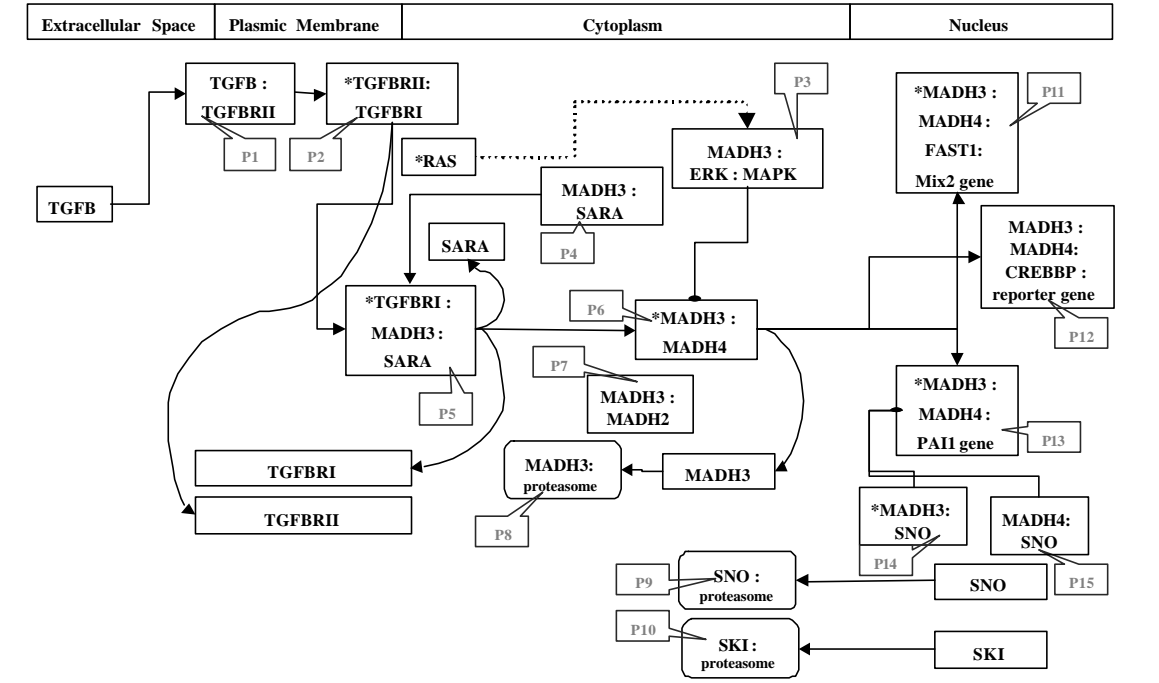 Extracellular Space
Plasmic Membrane
Cytoplasm
Nucleus
TGFB :
TGFBRII
P1
*TGFBRII:
TGFBRI
P2
*RAS
TGFB
MADH3 :
SARA
P4
SARA
P3
MADH3 :
ERK : MAPK
*MADH3 :
MADH4 :
FAST1:
Mix2 gene
P11
MADH3 :
MADH4:
CREBBP :
reporter gene
P12
*TGFBRI :
MADH3 :
SARA
P5
P6
*MADH3 :
MADH4
P7
MADH3 :
MADH2
*MADH3 :
MADH4 :
PAI1 gene
P13
TGFBRI
TGFBRII
MADH3:
proteasome
P8
MADH3
*MADH3:
SNO
P14
MADH4:
SNO
P15
P9
SNO :
proteasome
SNO
P10
SKI :
proteasome
SKI